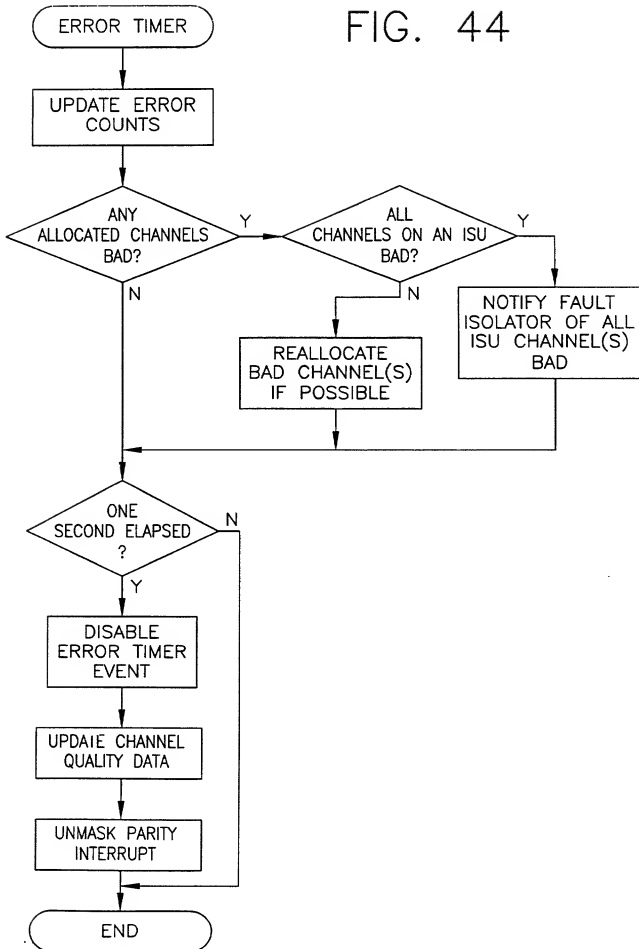 FIG. 44
ERROR TIMER
UPDATE ERROR
COUNTS
ANY
ALLOCATED CHANNELS
BAD?
Y
N
ALL
CHANNELS ON AN ISU
BAD?
Y
N
REALLOCATE
BAD CHANNEL(S)
IF POSSIBLE
NOTIFY FAULT
ISOLATOR OF ALL
ISU CHANNEL(S)
BAD
ONE
SECOND ELAPSED
?
N
Y
DISABLE
ERROR TIMER
EVENT
UPDATE CHANNEL
QUALITY DATA
UNMASK PARITY
INTERRUPT
END